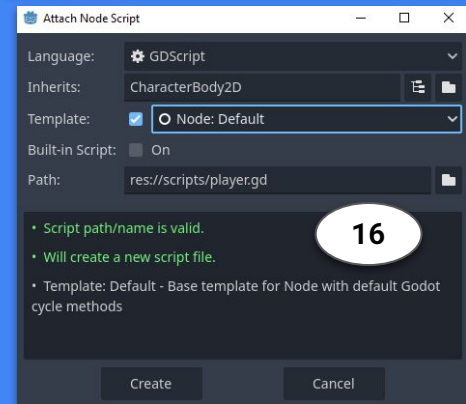 Attach Node Script
Language: GDScript
Inherits: CharacterBody2D
Template: Node: Default
Built-in Script: On
Path: res://scripts/player.gd
• Script path/name is valid.
16
• Will create a new script file.
• Template: Default - Base template for Node with default Godot
cycle methods
Create Cancel